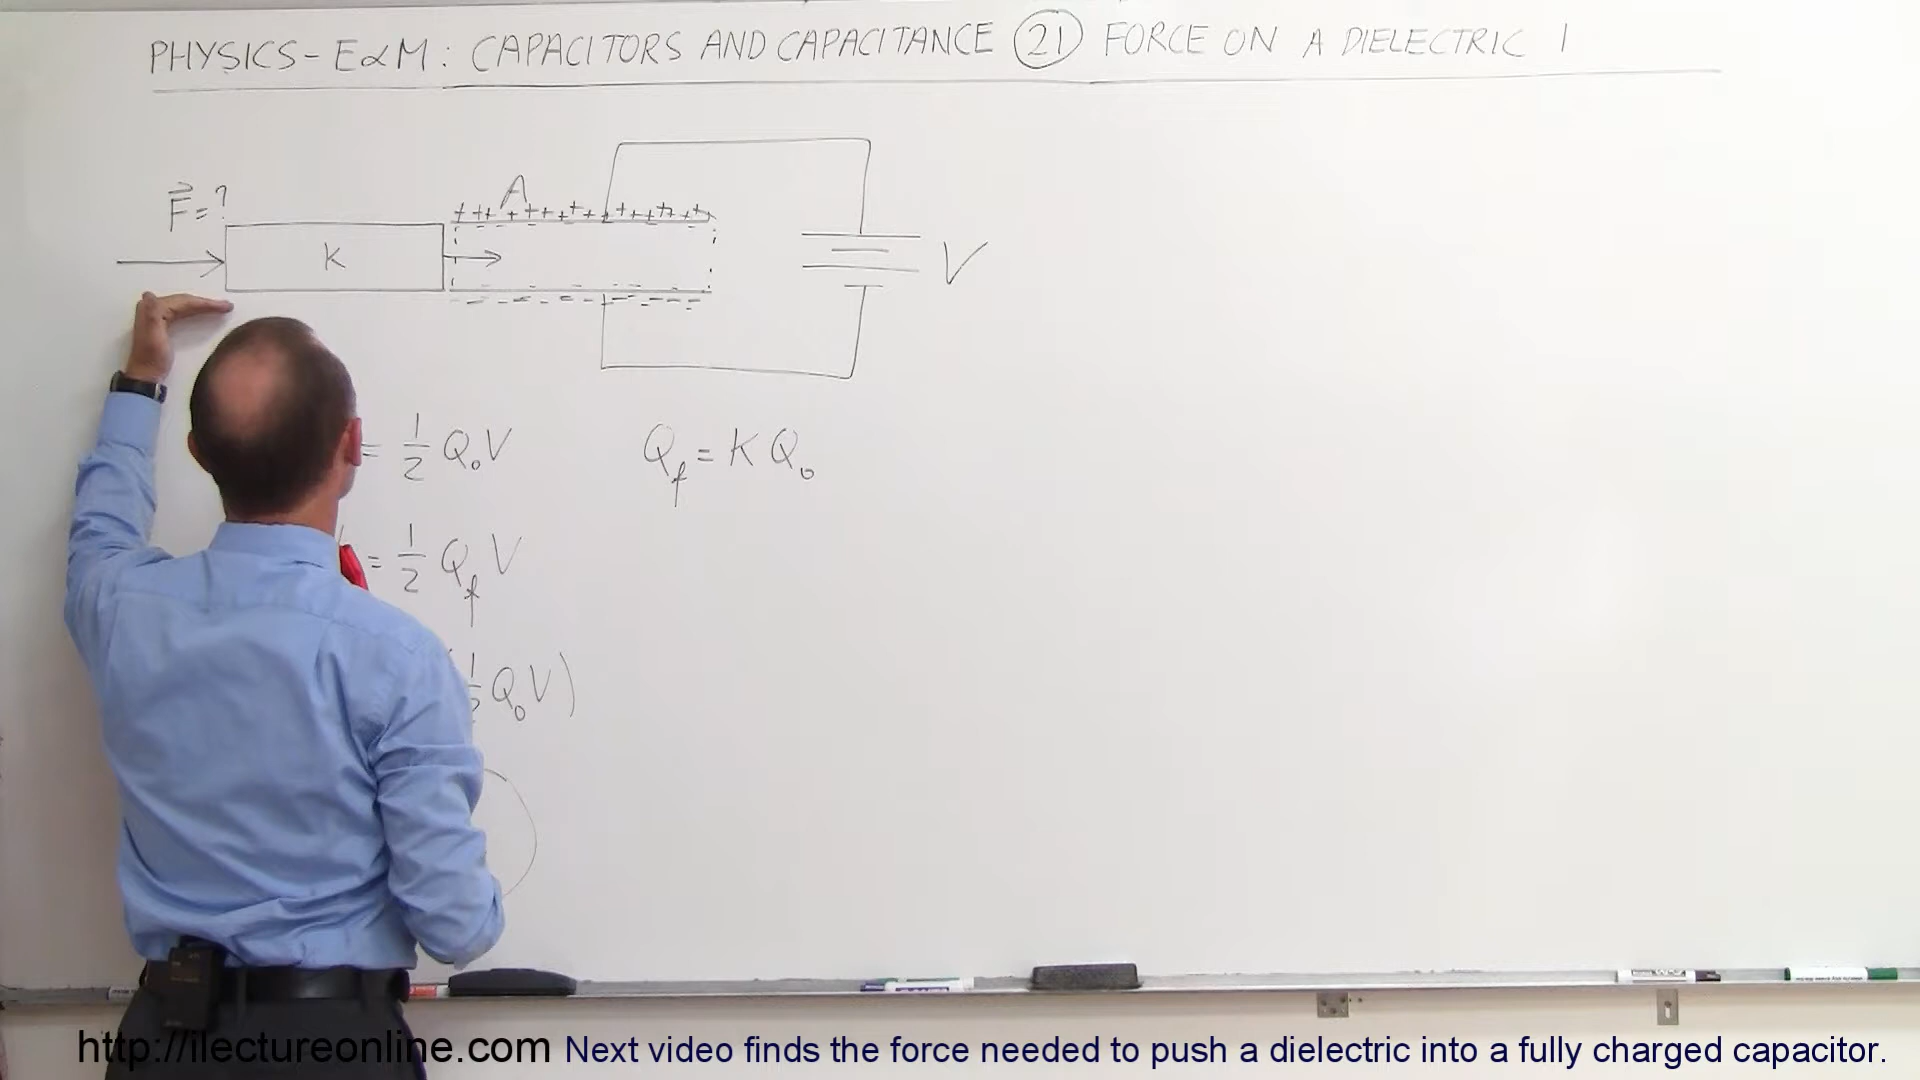 PHYSICS - E&M: CAPACITORS AND CAPACITANCE 21 FORCE ON A DIELECTRIC 1
A
F = ?
K
V
= 1/2 Q₀V
Q_f = K Q₀
= 1/2 Q_f V
Q₀V)
http://ilectureonline.com Next video finds the force needed to push a dielectric into a fully charged capacitor.